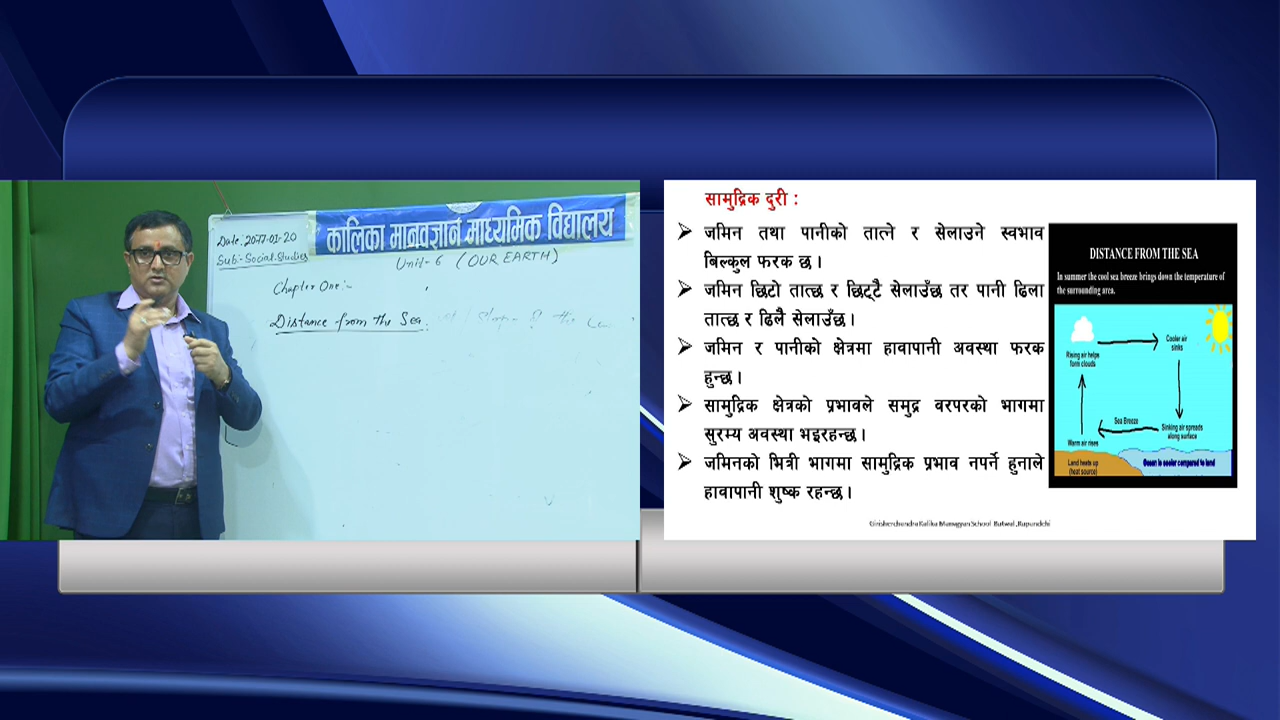 कालिका मानवज्ञान माध्यमिक विद्यालय
Date: 2077-01-20
Sub:- Social Studies
Unit- 6 (OUR EARTH)
Chapter One:-
Distance from the Sea.
सामुद्रिक दुरी :
➢ जमिन तथा पानीको तात्ने र सेलाउने स्वभाव
बिल्कुल फरक छ ।
➢ जमिन छिटो तात्छ र छिट्टै सेलाउँछ तर पानी ढिला
तात्छ र ढिलै सेलाउँछ ।
➢ जमिन र पानीको क्षेत्रमा हावापानी अवस्था फरक
हुन्छ ।
➢ सामुद्रिक क्षेत्रको प्रभावले समुद्र वरपरको भागमा
सुरम्य अवस्था भइरहन्छ ।
➢ जमिनको भित्री भागमा सामुद्रिक प्रभाव नपर्ने हुनाले
हावापानी शुष्क रहन्छ ।
DISTANCE FROM THE SEA
In summer the cool sea breeze brings down the temperature of
the surrounding area.
Rising air helps
form clouds
Cooler air
sinks
Sea Breeze
Sinking air spreads
along surface
Warm air rises
Land heats up
(heat source)
Ocean is cooler compared to land
School Butwal ,Rupendehi